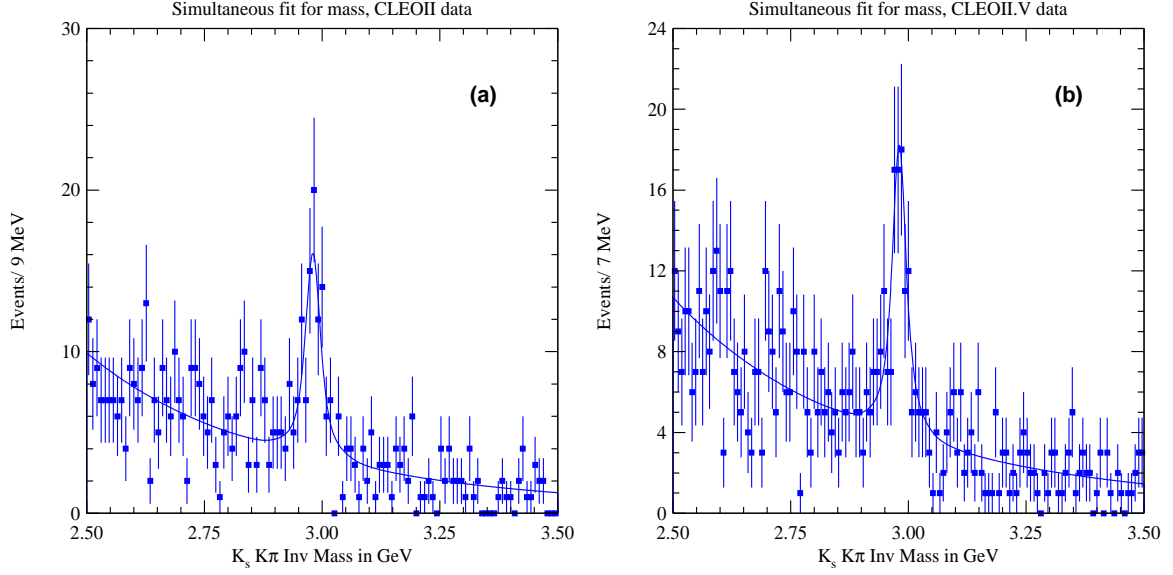 Simultaneous fit for mass, CLEOII data
30
20
10
0
Events/ 9 MeV
(a)
2.50 2.75 3.00 3.25 3.50
K_s Kπ Inv Mass in GeV
Simultaneous fit for mass, CLEOII.V data
24
20
16
12
8
4
0
Events/ 7 MeV
(b)
2.50 2.75 3.00 3.25 3.50
K_s Kπ Inv Mass in GeV